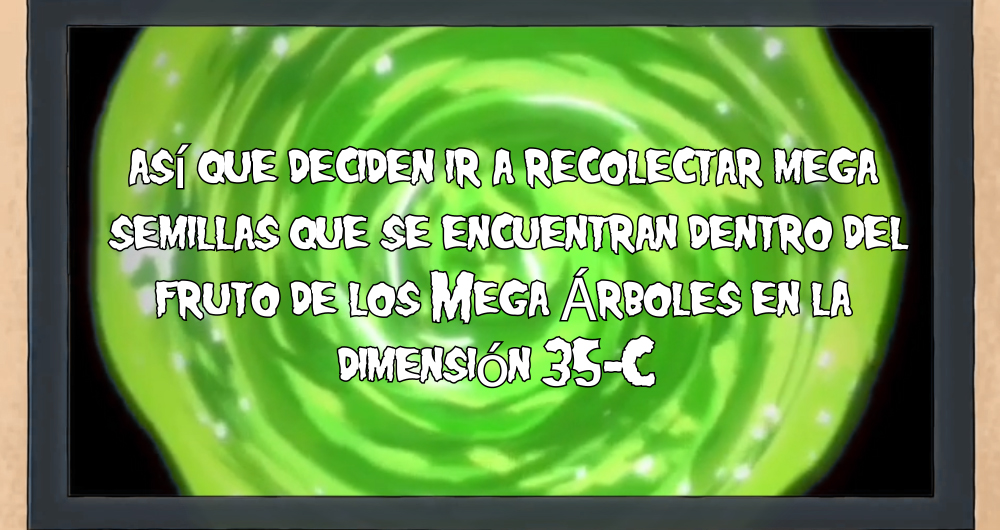 así que deciden ir a recolectar mega
semillas que se encuentran dentro del
fruto de los Mega Árboles en la
dimensión 35-C